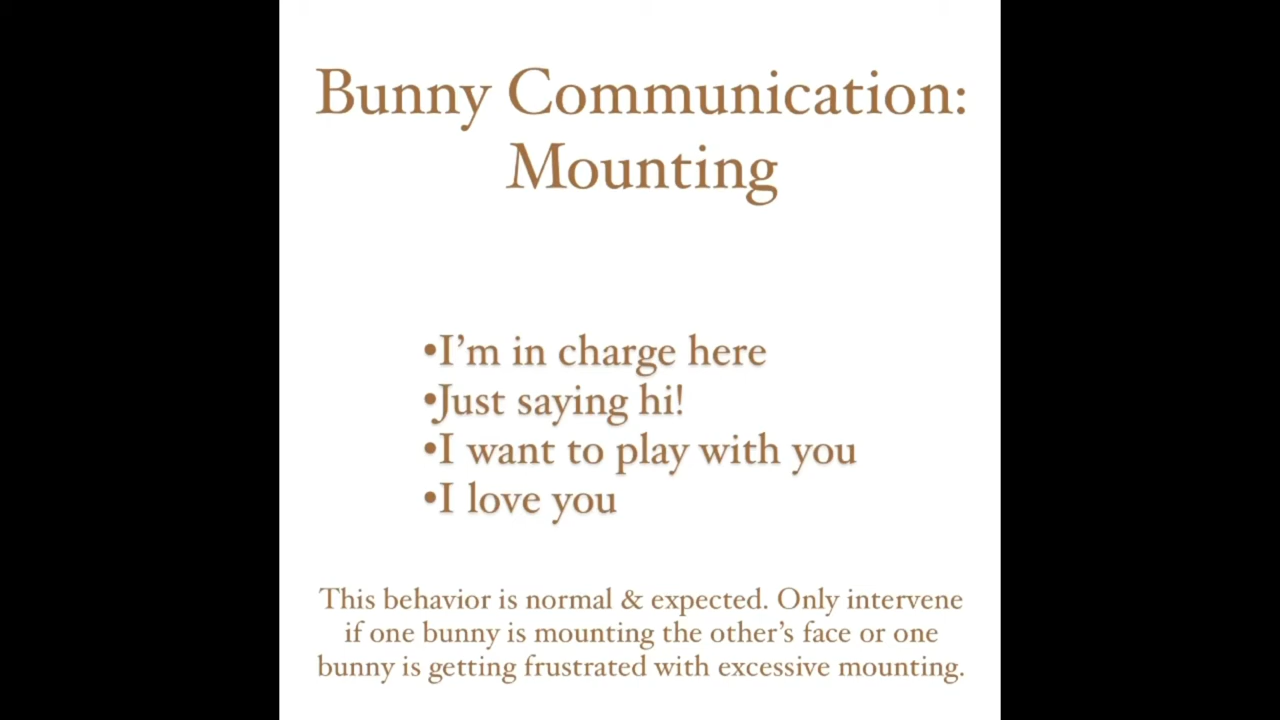 Bunny Communication:
Mounting
•I'm in charge here
•Just saying hi!
•I want to play with you
•I love you
This behavior is normal & expected. Only intervene
if one bunny is mounting the other's face or one
bunny is getting frustrated with excessive mounting.